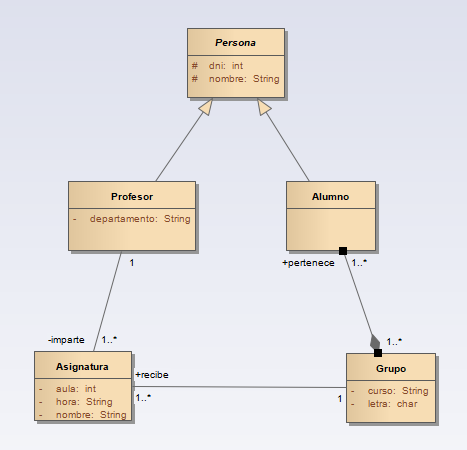 Persona
# dni: int
# nombre: String
Profesor
- departamento: String
Alumno
1
+pertenece 1..*
-imparte 1..*
1..*
Asignatura
- aula: int
- hora: String
- nombre: String
+recibe
1..*
1
Grupo
- curso: String
- letra: char